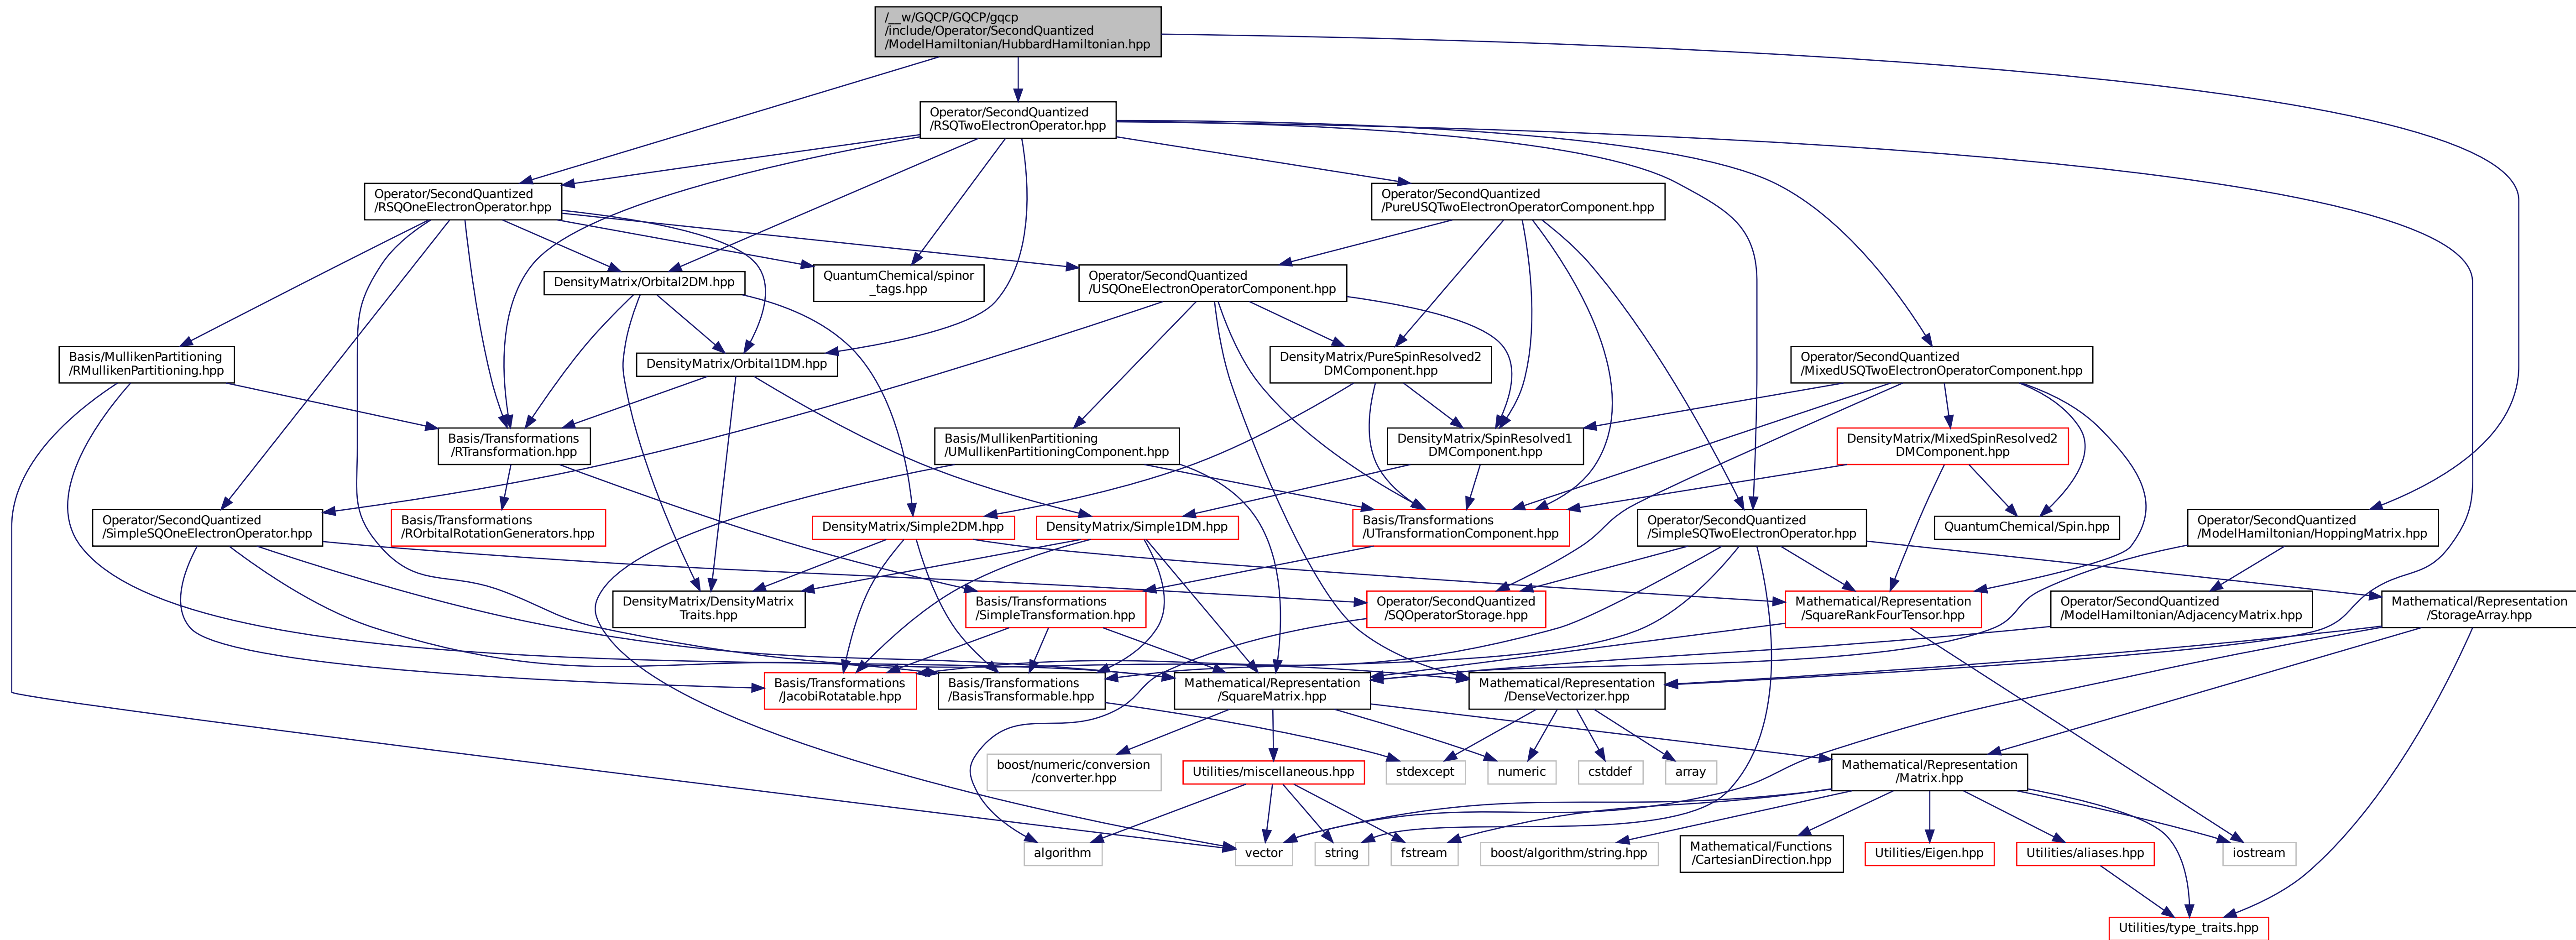 /__w/GQCP/GQCP/gqcp
/include/Operator/SecondQuantized
/ModelHamiltonian/HubbardHamiltonian.hpp
Operator/SecondQuantized
/RSQTwoElectronOperator.hpp
Operator/SecondQuantized
/RSQOneElectronOperator.hpp
Operator/SecondQuantized
/PureUSQTwoElectronOperatorComponent.hpp
DensityMatrix/Orbital2DM.hpp
QuantumChemical/spinor
_tags.hpp
Operator/SecondQuantized
/USQOneElectronOperatorComponent.hpp
Basis/MullikenPartitioning
/RMullikenPartitioning.hpp
DensityMatrix/Orbital1DM.hpp
DensityMatrix/PureSpinResolved2
DMComponent.hpp
Operator/SecondQuantized
/MixedUSQTwoElectronOperatorComponent.hpp
Basis/Transformations
/RTransformation.hpp
Basis/MullikenPartitioning
/UMullikenPartitioningComponent.hpp
DensityMatrix/SpinResolved1
DMComponent.hpp
DensityMatrix/MixedSpinResolved2
DMComponent.hpp
Operator/SecondQuantized
/SimpleSQOneElectronOperator.hpp
Basis/Transformations
/ROrbitalRotationGenerators.hpp
DensityMatrix/Simple2DM.hpp
DensityMatrix/Simple1DM.hpp
Basis/Transformations
/UTransformationComponent.hpp
Operator/SecondQuantized
/SimpleSQTwoElectronOperator.hpp
QuantumChemical/Spin.hpp
Operator/SecondQuantized
/ModelHamiltonian/HoppingMatrix.hpp
DensityMatrix/DensityMatrix
Traits.hpp
Basis/Transformations
/SimpleTransformation.hpp
Operator/SecondQuantized
/SQOperatorStorage.hpp
Mathematical/Representation
/SquareRankFourTensor.hpp
Operator/SecondQuantized
/ModelHamiltonian/AdjacencyMatrix.hpp
Mathematical/Representation
/StorageArray.hpp
Basis/Transformations
/JacobiRotatable.hpp
Basis/Transformations
/BasisTransformable.hpp
Mathematical/Representation
/SquareMatrix.hpp
Mathematical/Representation
/DenseVectorizer.hpp
boost/numeric/conversion
/converter.hpp
Utilities/miscellaneous.hpp
stdexcept
numeric
cstddef
array
Mathematical/Representation
/Matrix.hpp
algorithm
vector
string
fstream
boost/algorithm/string.hpp
Mathematical/Functions
/CartesianDirection.hpp
Utilities/Eigen.hpp
Utilities/aliases.hpp
iostream
Utilities/type_traits.hpp